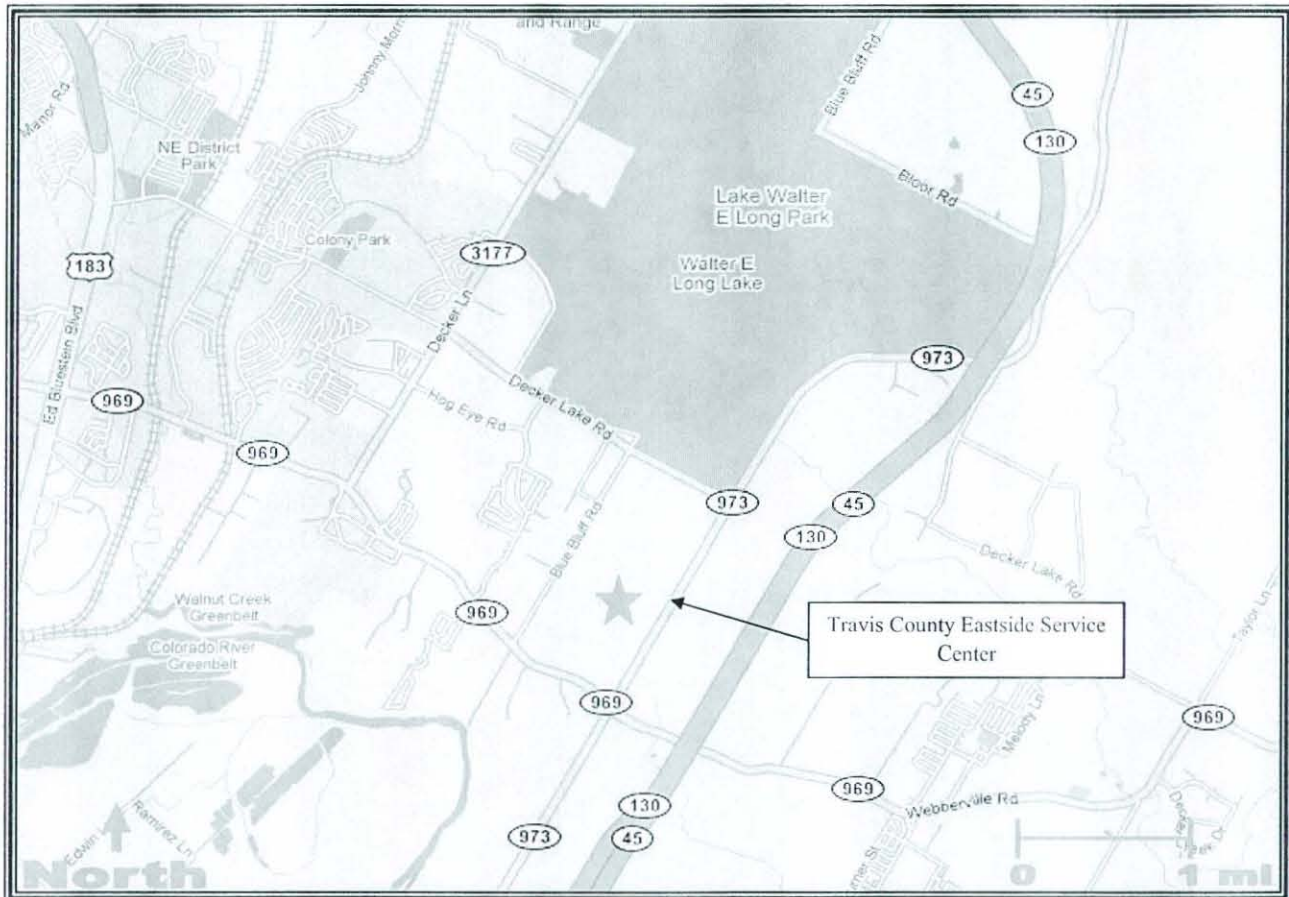 and Range
Manor Rd
Johnny Morri
Blue Bluff Rd
45
130
NE District
Park
Bloor Rd
Lake Walter
E Long Park
Colony Park
3177
183
Walter E
Long Lake
Decker Ln
Ed Bluestein Blvd
973
969
Hog Eye Rd
Decker Lake Rd
969
973
45
130
Blue Bluff Rd
Decker Lake Rd
Walnut Creek
Greenbelt
969
Travis County Eastside Service
Center
Taylor Ln
Colorado River
Greenbelt
969
Melody Ln
969
969
Webberville Rd
130
973
45
Edwin
Ramirez Ln
North
0
1 mi